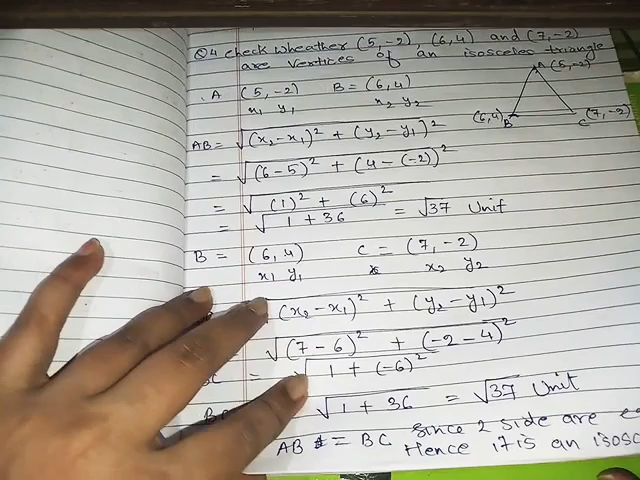 Q4 check wheather (5,-2), (6,4) and (7,-2)
are vertices of an isosceles triangle
A (5,-2) B = (6,4)
x₁ y₁ x₂ y₂
A (5,-2)
(6,4) B C (7,-2)
AB = √(x₂-x₁)² + (y₂-y₁)²
= √(6-5)² + (4-(-2))²
= √(1)² + (6)²
= √1+36 = √37 Unit
B = (6,4) C = (7,-2)
x₁ y₁ x₂ y₂
(x₂-x₁)² + (y₂-y₁)²
√(7-6)² + (-2-4)²
= √1 + (-6)²
√1+36 = √37 Unit
AB = BC Since 2 side are
Hence it is an